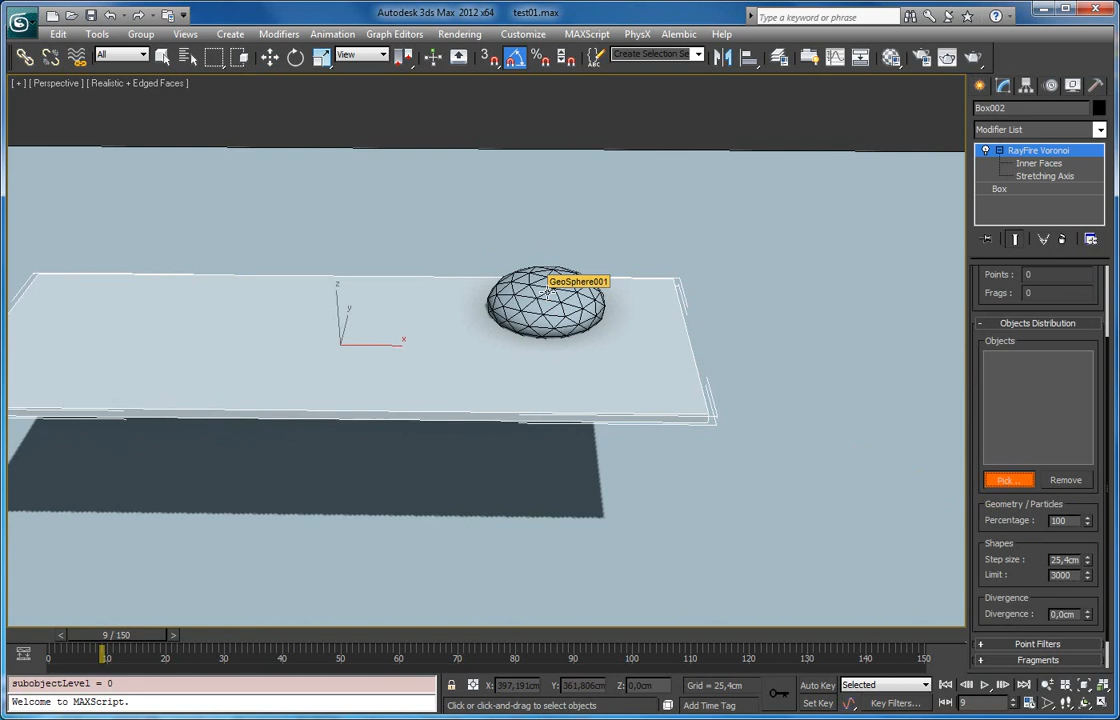 Autodesk 3ds Max 2012 x64 test01.max
Type a keyword or phrase
Edit Tools Group Views Create Modifiers Animation Graph Editors Rendering Customize MAXScript PhysX Alembic Help
All View Create Selection Se
[ + ] [ Perspective ] [ Realistic + Edged Faces ]
Box002
Modifier List
RayFire Voronoi
Inner Faces
Stretching Axis
Box
GeoSphere001
z
y
x
Points : 0
Frags : 0
- Objects Distribution
Objects
Pick... Remove
Geometry / Particles
Percentage : 100
Shapes
Step size : 25,4cm
Limit : 3000
Divergence
Divergence : 0,0cm
+ Point Filters
+ Fragments
< 9 / 150 >
0 10 20 30 40 50 60 70 80 90 100 110 120 130 140 150
subobjectLevel = 0
Welcome to MAXScript.
X: 397,191cm Y: 361,806cm Z: 0,0cm Grid = 25,4cm
Click or click-and-drag to select objects Add Time Tag
Auto Key Selected
Set Key Key Filters... 9